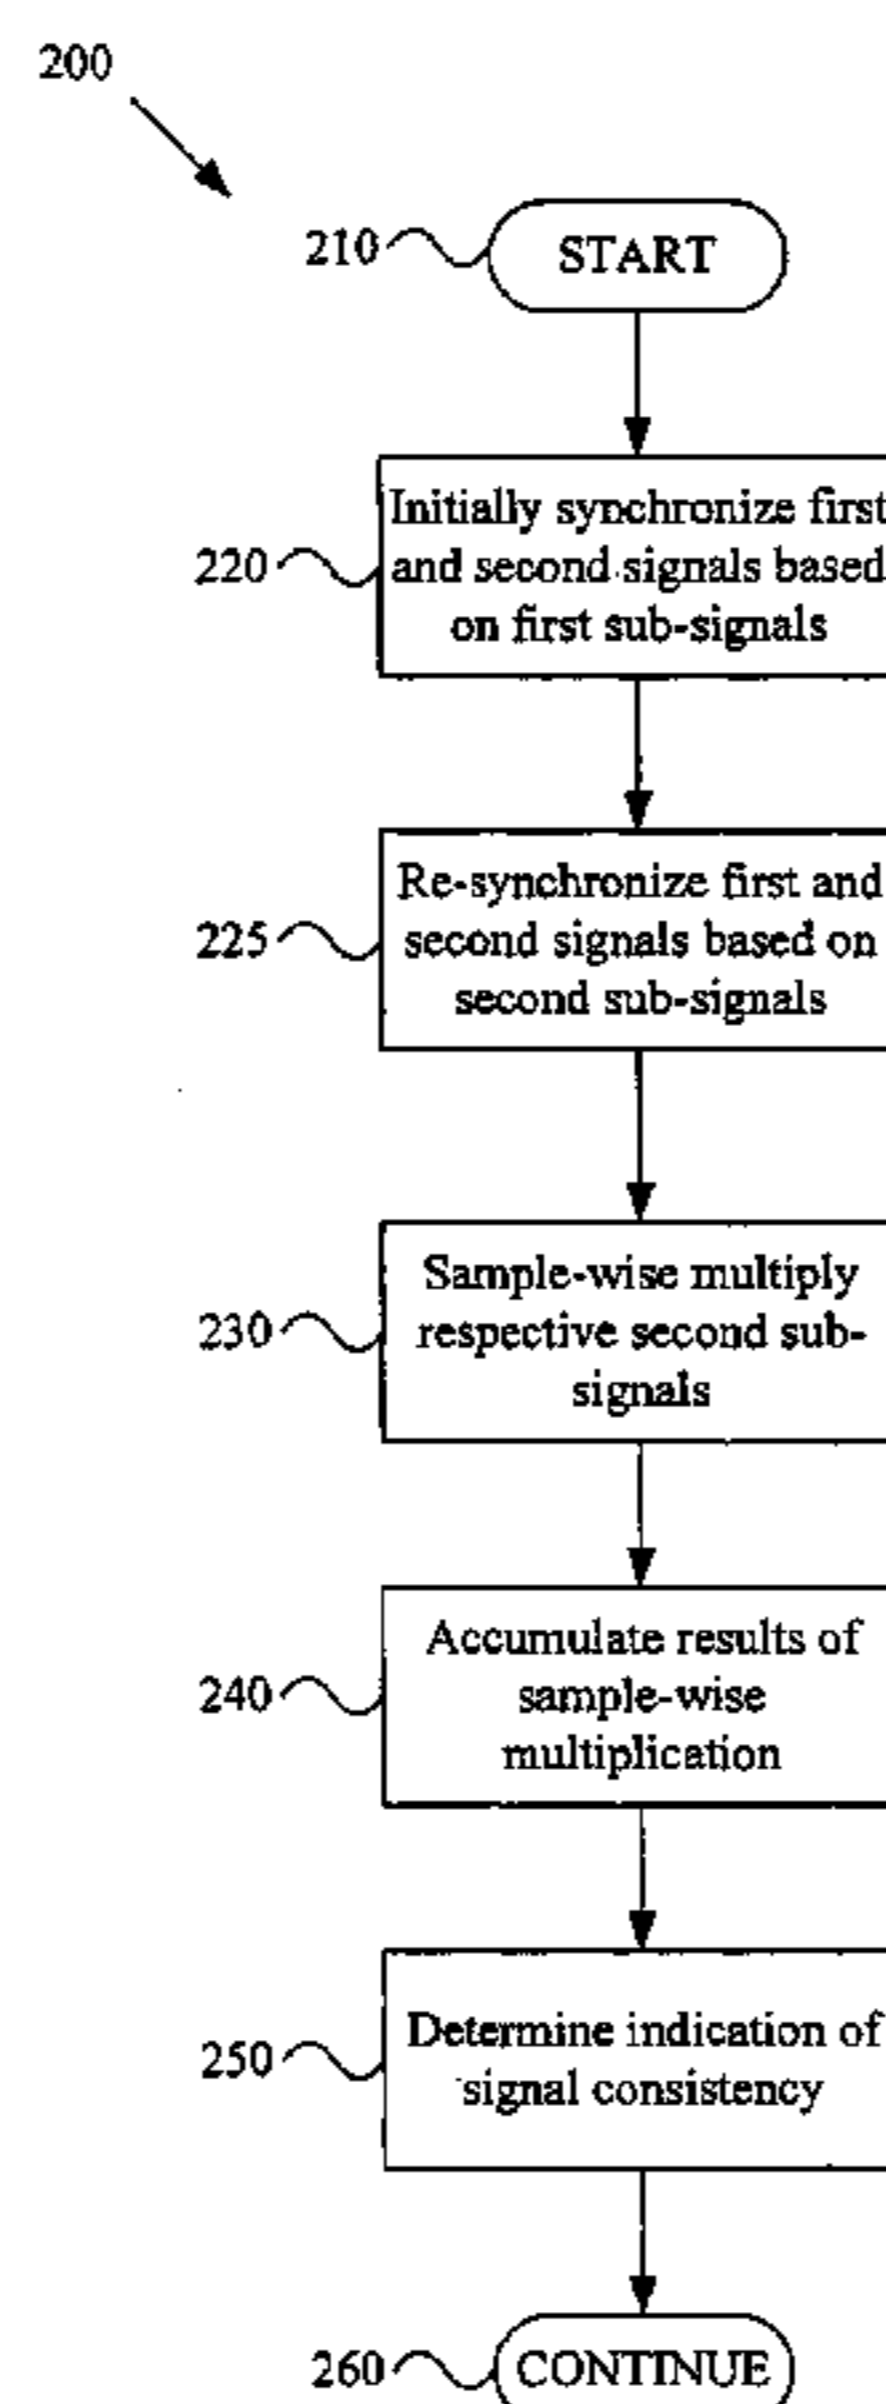 200
210
START
220
Initially synchronize first
and second signals based
on first sub-signals
225
Re-synchronize first and
second signals based on
second sub-signals
230
Sample-wise multiply
respective second sub-
signals
240
Accumulate results of
sample-wise
multiplication
250
Determine indication of
signal consistency
260
CONTINUE